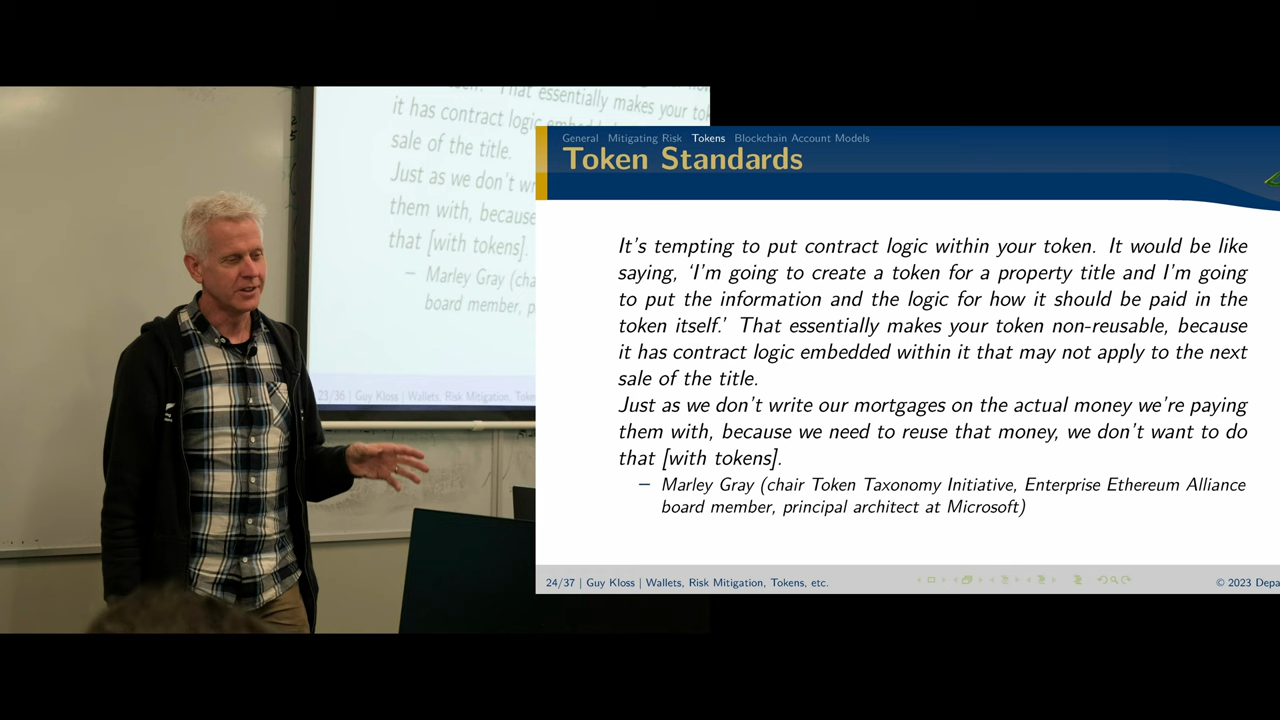 That essentially makes your tok
it has contract logic
sale of the title.
Just as we don't
them with, because
that [with tokens].
– Marley Gray (cha
board member, p
23/36 | Guy Kloss | Wallets, Risk Mitigation, Toke
General Mitigating Risk Tokens Blockchain Account Models
Token Standards
It's tempting to put contract logic within your token. It would be like
saying, 'I'm going to create a token for a property title and I'm going
to put the information and the logic for how it should be paid in the
token itself.' That essentially makes your token non-reusable, because
it has contract logic embedded within it that may not apply to the next
sale of the title.
Just as we don't write our mortgages on the actual money we're paying
them with, because we need to reuse that money, we don't want to do
that [with tokens].
– Marley Gray (chair Token Taxonomy Initiative, Enterprise Ethereum Alliance
board member, principal architect at Microsoft)
24/37 | Guy Kloss | Wallets, Risk Mitigation, Tokens, etc.
© 2023 Depa